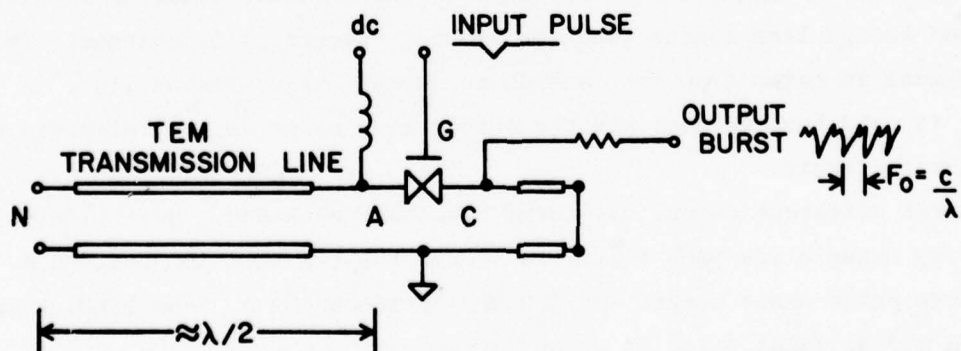 dc
INPUT PULSE
TEM
TRANSMISSION LINE
G
OUTPUT
BURST
F₀ = c/λ
N
A
C
≈λ/2